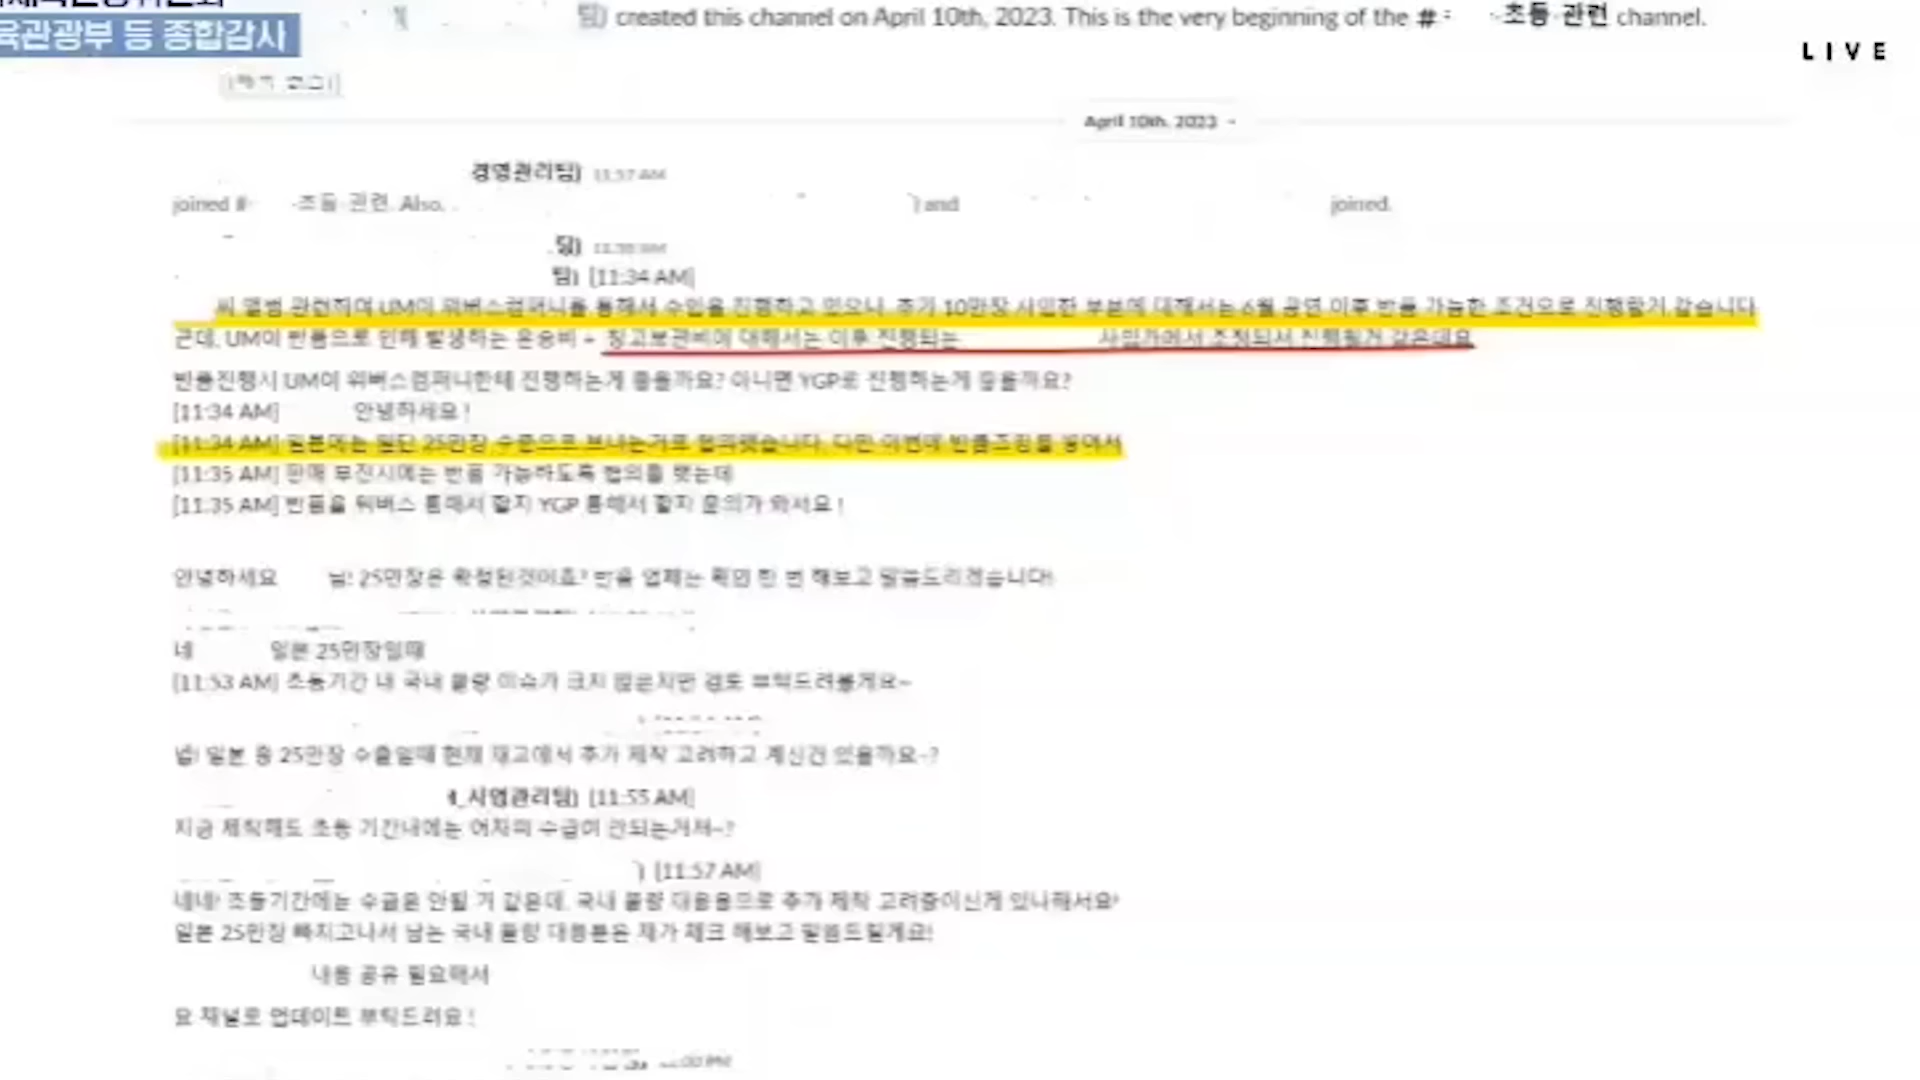 육관광부 등 종합감사
팀) created this channel on April 10th, 2023. This is the very beginning of the # 초동 관련 channel.
LIVE
April 10th, 2023
경영관리팀) 11:37 AM
joined # -초동 관련. Also, ) and joined.
팀)
팀) [11:34 AM]
씨 앨범 관련하여 UM이 위버스컴퍼니를 통해서 수입을 진행하고 있으니, 추가 10만장 사입한 부분에 대해서는 6월 공연 이후 반품 가능한 조건으로 진행할거 같습니다
근데, UM이 반품으로 인해 발생하는 운송비 + 창고보관비에 대해서는 이후 진행되는 사입가에서 조정되서 진행될건 같은데요
반품진행시 UM이 위버스컴퍼니한테 진행하는게 좋을까요? 아니면 YGP로 진행하는게 좋을까요?
[11:34 AM] 안녕하세요!
[11:34 AM] 일본에는 일단 25만장 수준으로 보내는거로 협의했습니다. 다만 이번에 반품조항을 넣어서
[11:35 AM] 판매 부진시에는 반품 가능하도록 협의를 했는데
[11:35 AM] 반품을 위버스 통해서 할지 YGP 통해서 할지 문의가 와서요!
안녕하세요 님! 25만장은 확정된것이죠? 반품 업체는 확인 한 번 해보고 말씀드리겠습니다!
네 일본 25만장일때
[11:53 AM] 초동기간 내 국내 물량 이슈가 크지 않은지만 검토 부탁드려볼게요~
넵! 일본 총 25만장 수출일때 현재 재고에서 추가 제작 고려하고 계신건 있을까요~?
_사업관리팀) [11:55 AM]
지금 제작해도 초동 기간내에는 어차피 수급이 안되는거져~?
) [11:57 AM]
네네! 초동기간에는 수급은 안될 거 같은데, 국내 물량 대응용으로 추가 제작 고려중이신게 있나해서요!
일본 25만장 빠지고나서 남는 국내 물량 대응분은 제가 체크 해보고 말씀드릴게요!
내용 공유 필요해서
요 채널로 업데이트 부탁드려요!